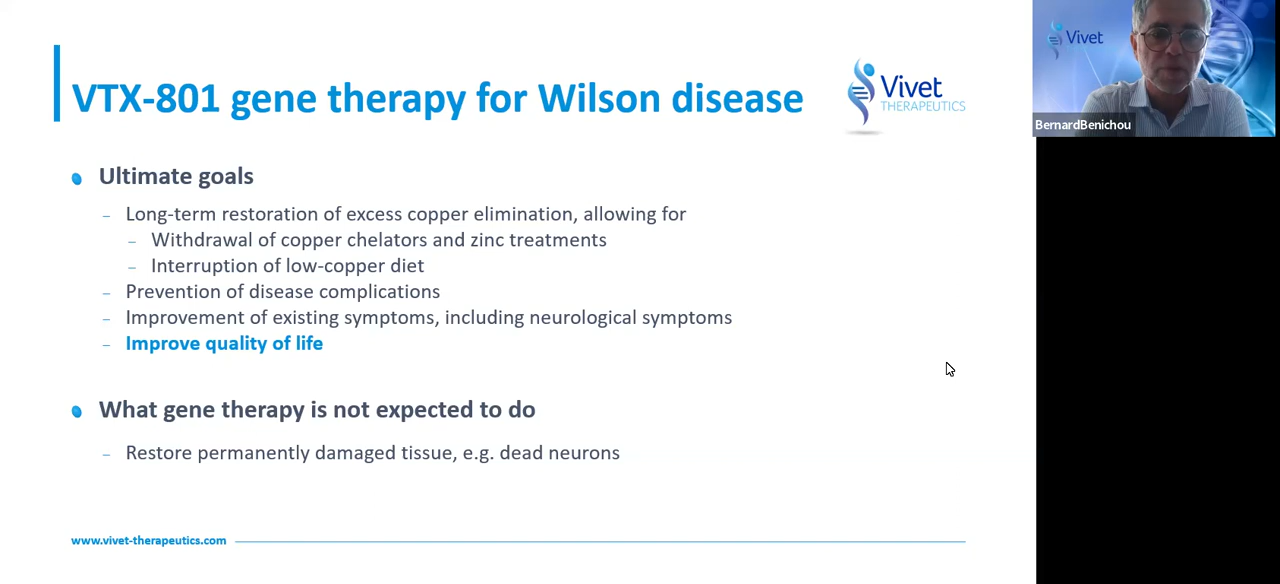 VTX-801 gene therapy for Wilson disease
Vivet
THERAPEUTICS
Vivet
BernardBenichou
Ultimate goals
– Long-term restoration of excess copper elimination, allowing for
– Withdrawal of copper chelators and zinc treatments
– Interruption of low-copper diet
– Prevention of disease complications
– Improvement of existing symptoms, including neurological symptoms
– Improve quality of life
What gene therapy is not expected to do
– Restore permanently damaged tissue, e.g. dead neurons
www.vivet-therapeutics.com